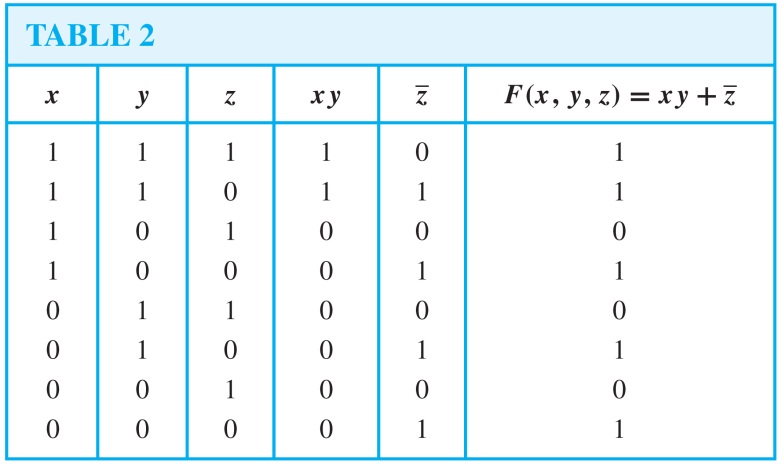 TABLE 2
x y z xy z̅ F(x, y, z) = xy + z̅
1 1 1 1 0 1
1 1 0 1 1 1
1 0 1 0 0 0
1 0 0 0 1 1
0 1 1 0 0 0
0 1 0 0 1 1
0 0 1 0 0 0
0 0 0 0 1 1